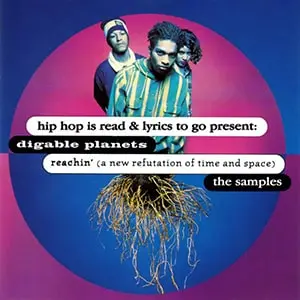 hip hop is read & lyrics to go present:
digable planets
reachin' (a new refutation of time and space)
the samples